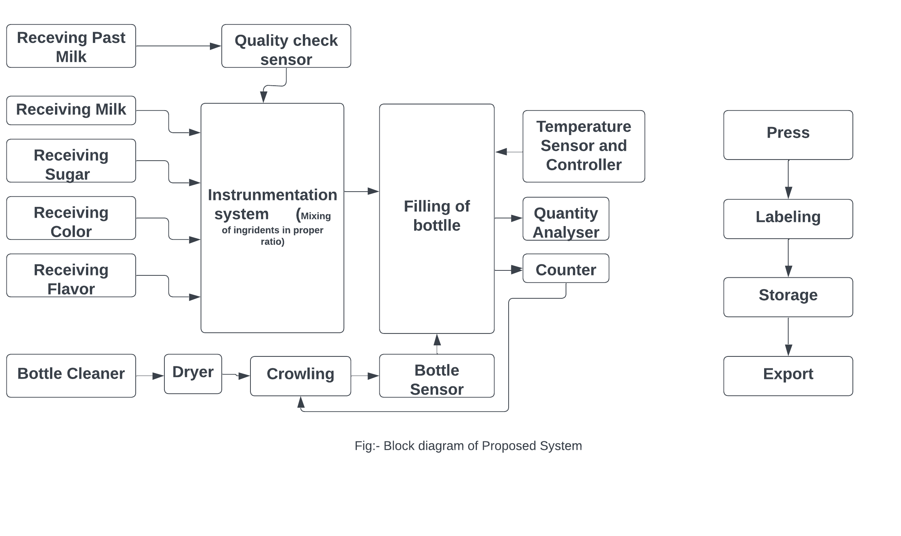 Receving Past
Milk
Quality check
sensor
Receiving Milk
Receiving
Sugar
Receiving
Color
Receiving
Flavor
Instrunmentation
system (Mixing
of ingridents in proper
ratio)
Filling of
bottlle
Temperature
Sensor and
Controller
Quantity
Analyser
Counter
Bottle Cleaner
Dryer
Crowling
Bottle
Sensor
Press
Labeling
Storage
Export
Fig:- Block diagram of Proposed System